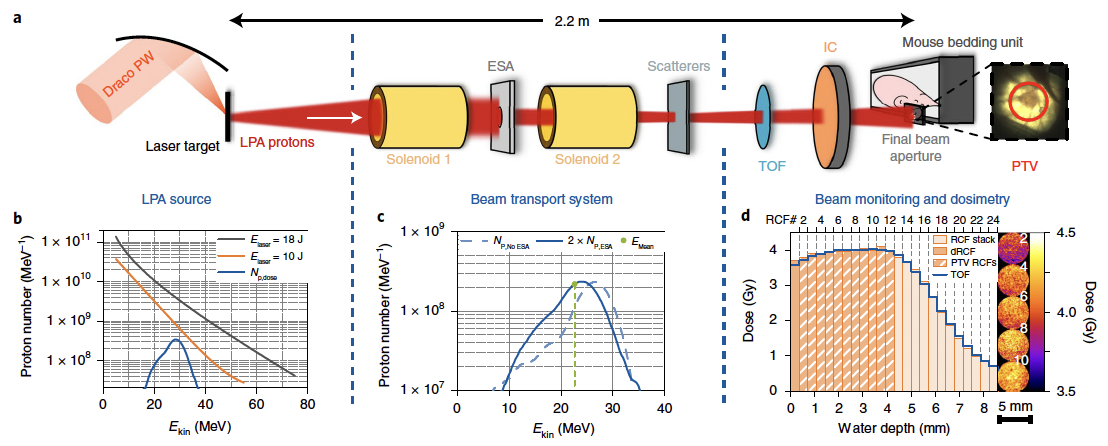 a
2.2 m
Draco PW
Laser target
LPA protons
Solenoid 1
ESA
Solenoid 2
Scatterers
TOF
IC
Mouse bedding unit
Final beam
aperture
PTV
LPA source
Beam transport system
Beam monitoring and dosimetry
b
Proton number (MeV⁻¹)
1 × 10¹¹
1 × 10¹⁰
1 × 10⁹
1 × 10⁸
E_laser = 18 J
E_laser = 10 J
N_p,dose
0 20 40 60 80
E_kin (MeV)
c
Proton number (MeV⁻¹)
1 × 10⁹
1 × 10⁸
1 × 10⁷
N_P,No ESA 2 × N_P,ESA E_Mean
0 10 20 30 40
E_kin (MeV)
d
RCF# 2 4 6 8 10 12 14 16 18 20 22 24
Dose (Gy)
4
3
2
1
0
RCF stack
dRCF
PTV RCFs
TOF
0 1 2 3 4 5 6 7 8
Water depth (mm)
2
4
6
8
10
5 mm
4.5
4.0
3.5
Dose (Gy)